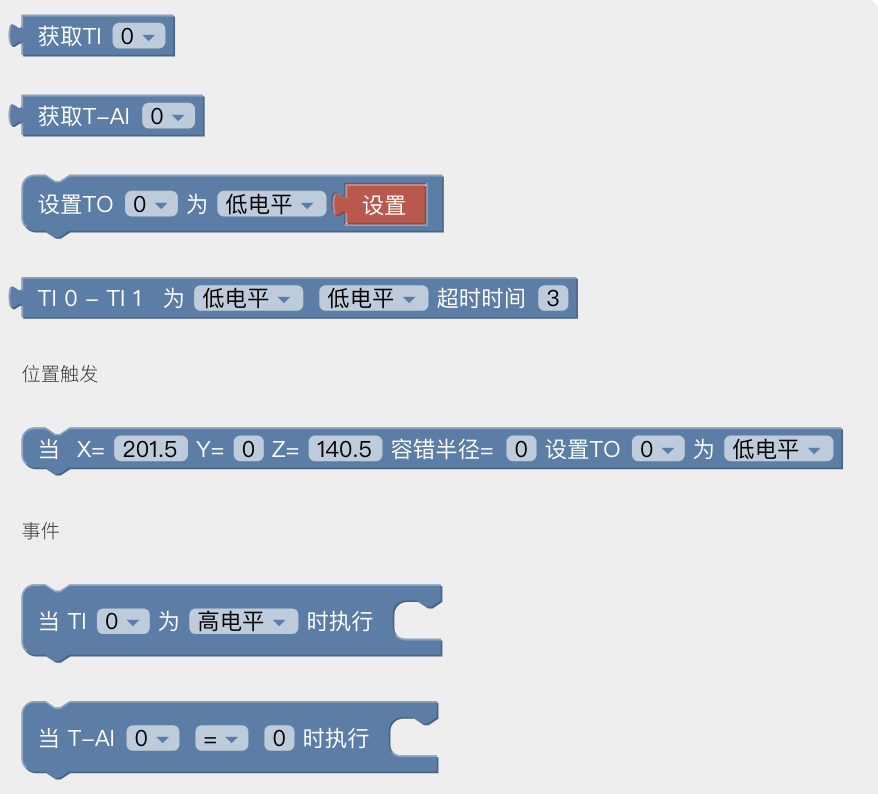 获取TI 0
获取T-AI 0
设置TO 0 为 低电平 设置
TI 0 - TI 1 为 低电平 低电平 超时时间 3
位置触发
当 X= 201.5 Y= 0 Z= 140.5 容错半径= 0 设置TO 0 为 低电平
事件
当 TI 0 为 高电平 时执行
当 T-AI 0 = 0 时执行